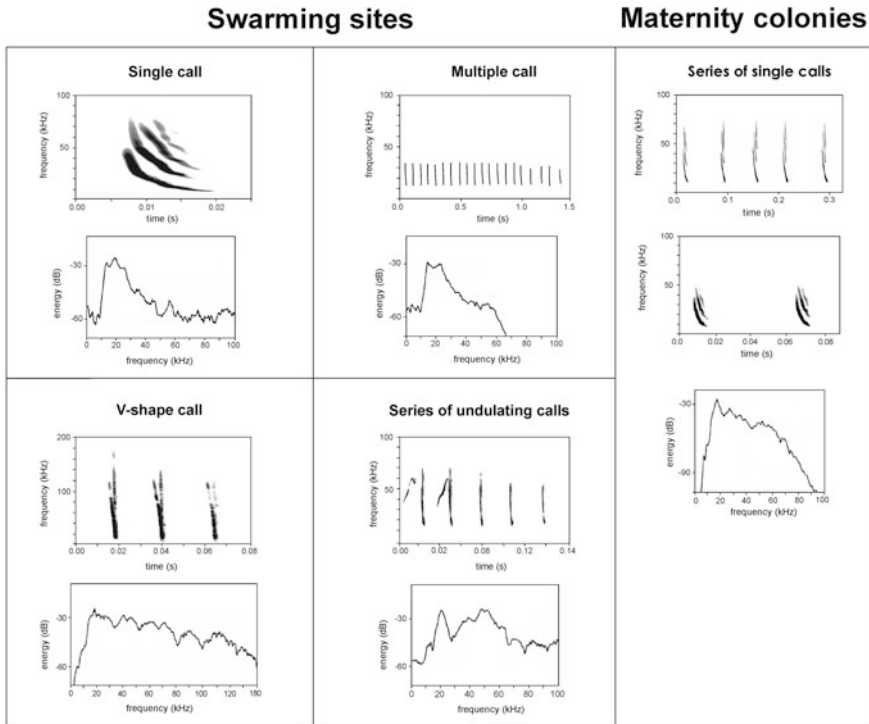 Swarming sites
Maternity colonies
Single call
frequency (kHz)
100
50
0
0.01 0.02
time (s)
energy (dB)
-30
-60
0 20 40 60 80 100
frequency (kHz)
Multiple call
frequency (kHz)
100
50
0
0.0 0.5 1.0 1.5
time (s)
energy (dB)
-30
-60
0 20 40 60 80 100
frequency (kHz)
Series of single calls
frequency (kHz)
100
50
0
0.0 0.1 0.2 0.3
time (s)
frequency (kHz)
100
50
0
0.00 0.02 0.04 0.06 0.08
time (s)
energy (dB)
-30
-90
0 20 40 60 80 100
frequency (kHz)
V-shape call
frequency (kHz)
200
100
0
0.00 0.02 0.04 0.06 0.08
time (s)
energy (dB)
-30
-60
0 20 40 60 80 100 120 180
frequency (kHz)
Series of undulating calls
frequency (kHz)
100
50
0
0.00 0.02 0.08 0.12 0.14
time (s)
energy (dB)
-30
-60
0 20 40 60 80 100
frequency (kHz)